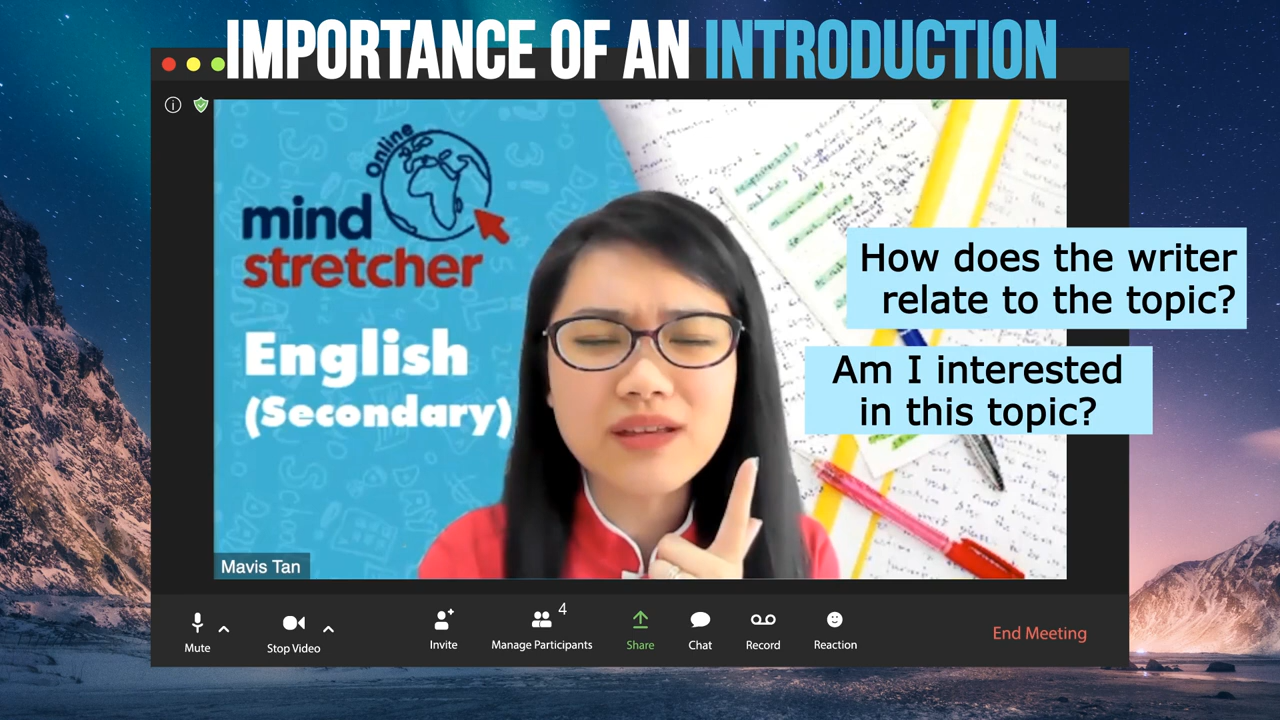 IMPORTANCE OF AN INTRODUCTION
Online
mind
stretcher
English
(Secondary)
How does the writer
relate to the topic?
Am I interested
in this topic?
Mavis Tan
Mute
Stop Video
Invite
4
Manage Participants
Share
Chat
Record
Reaction
End Meeting